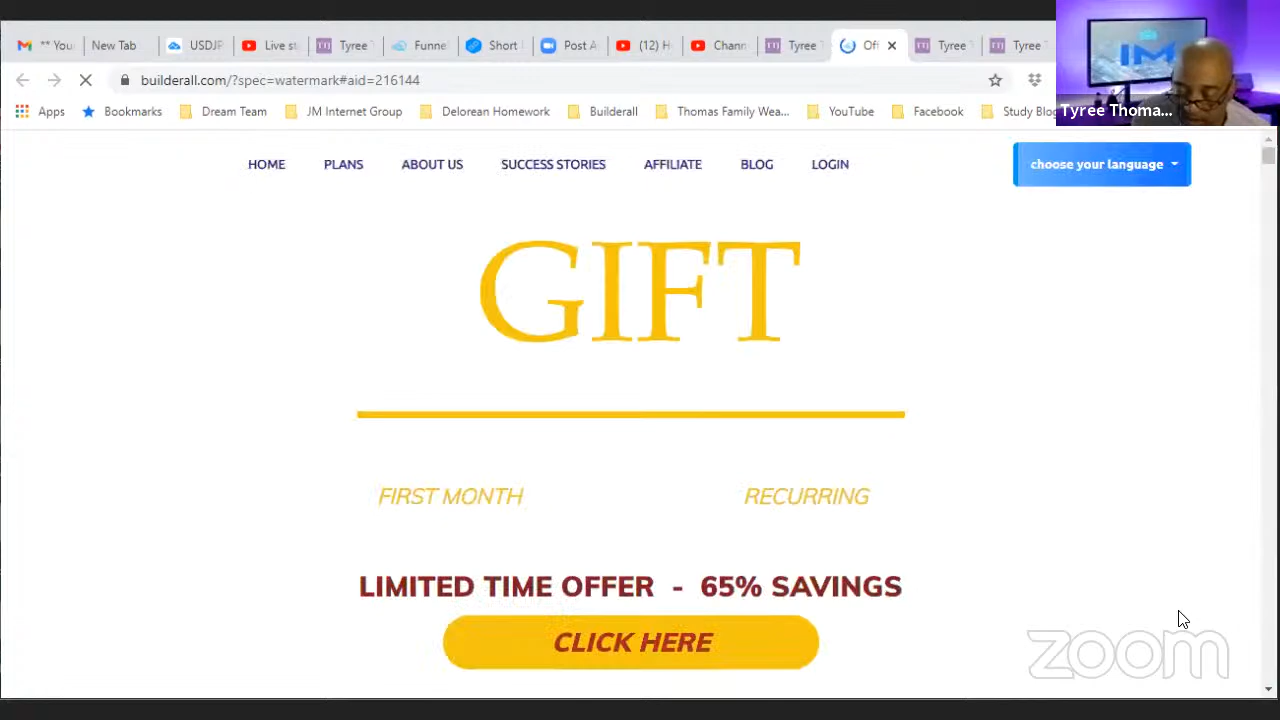 ** You
New Tab
USDJP
Live st
Tyree T
Funne
Short
Post A
(12) H
Chann
Tyree T
Off
Tyree T
Tyree T
builderall.com/?spec=watermark#aid=216144
Apps
Bookmarks
Dream Team
JM Internet Group
Delorean Homework
Builderall
Thomas Family Wea...
YouTube
Facebook
Study Blog
Tyree Thoma...
IM
HOME
PLANS
ABOUT US
SUCCESS STORIES
AFFILIATE
BLOG
LOGIN
choose your language
GIFT
FIRST MONTH
RECURRING
LIMITED TIME OFFER - 65% SAVINGS
CLICK HERE
zoom